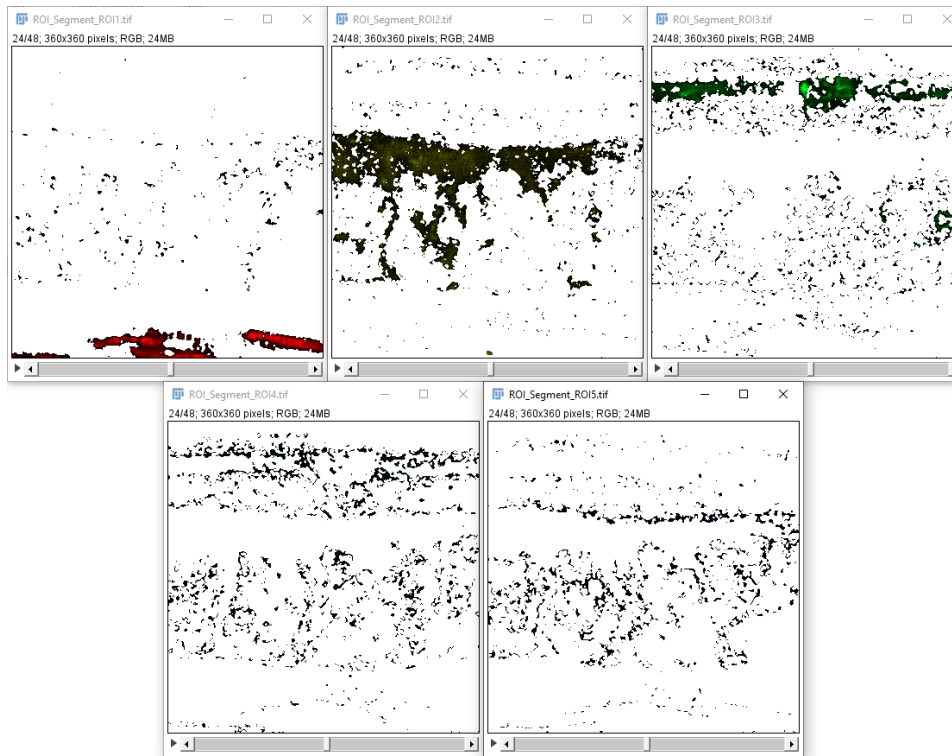 ROI_Segment_ROI1.tif
24/48; 360x360 pixels; RGB; 24MB
ROI_Segment_ROI2.tif
24/48; 360x360 pixels; RGB; 24MB
ROI_Segment_ROI3.tif
24/48; 360x360 pixels; RGB; 24MB
ROI_Segment_ROI4.tif
24/48; 360x360 pixels; RGB; 24MB
ROI_Segment_ROI5.tif
24/48; 360x360 pixels; RGB; 24MB